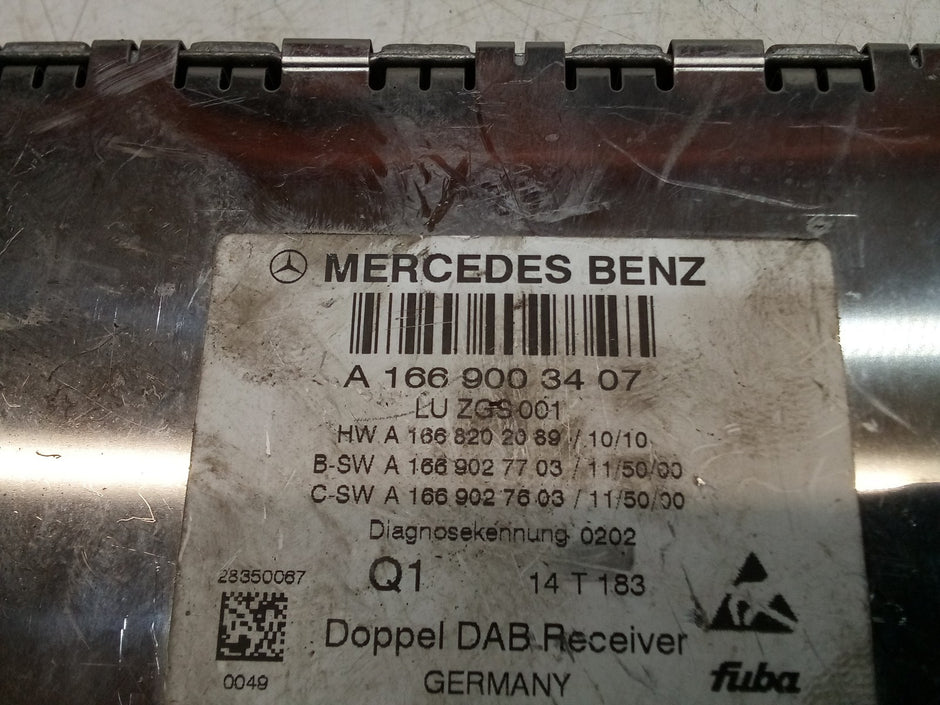 MERCEDES BENZ
A 166 900 34 07
LU ZGS 001
HW A 166 820 20 89 / 10/10
B-SW A 166 902 77 03 / 11/50/00
C-SW A 166 902 76 03 / 11/50/00
Diagnosekennung 0202
28350067
Q1 14 T 183
Doppel DAB Receiver
0049 GERMANY fuba